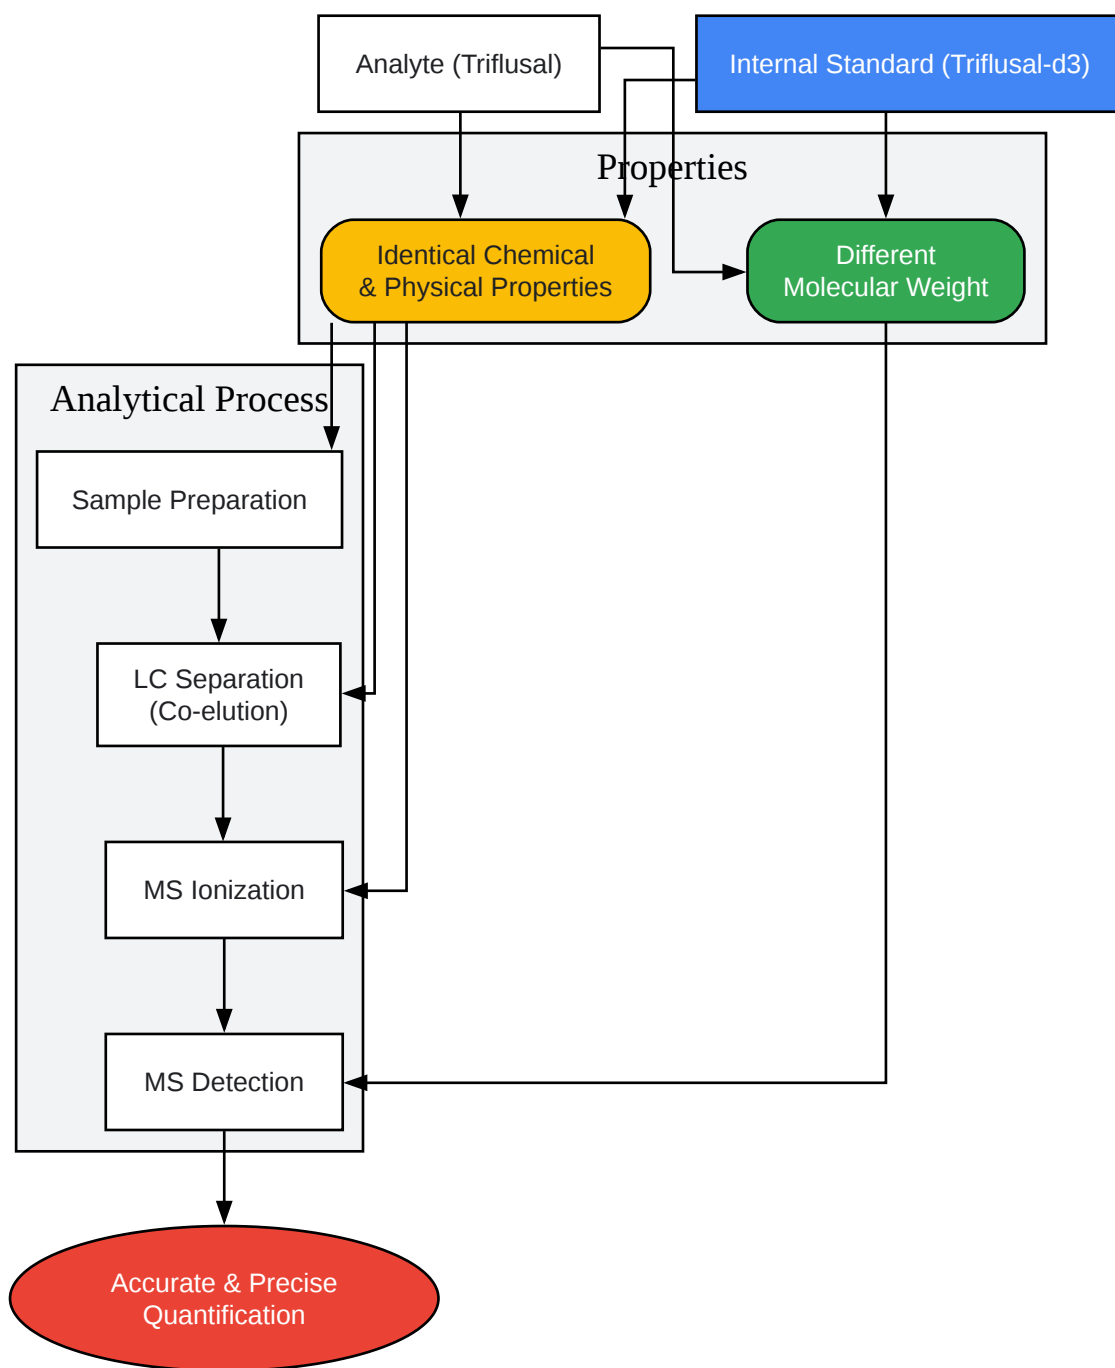 Analyte (Triflusal)
Internal Standard (Triflusal-d3)
Properties
Identical Chemical
& Physical Properties
Different
Molecular Weight
Analytical Process
Sample Preparation
LC Separation
(Co-elution)
MS Ionization
MS Detection
Accurate & Precise
Quantification